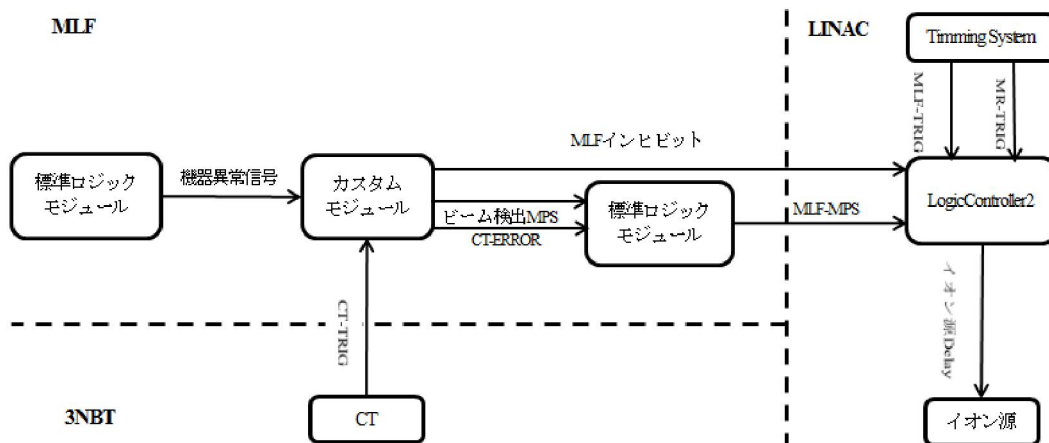 MLF
LINAC
Timming System
MLF-TRIG
MR-TRIG
MLFインヒビット
標準ロジック
モジュール
機器異常信号
カスタム
モジュール
ビーム検出MPS
CT-ERROR
標準ロジック
モジュール
MLF-MPS
LogicController2
CT-TRIG
イオン源Delay
3NBT
CT
イオン源